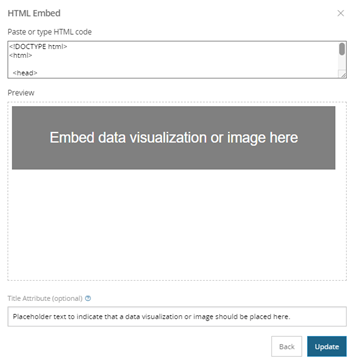 HTML Embed
Paste or type HTML code
<!DOCTYPE html>
<html>
<head>
Preview
Embed data visualization or image here
Title Attribute (optional)
Placeholder text to indicate that a data visualization or image should be placed here.
Back Update